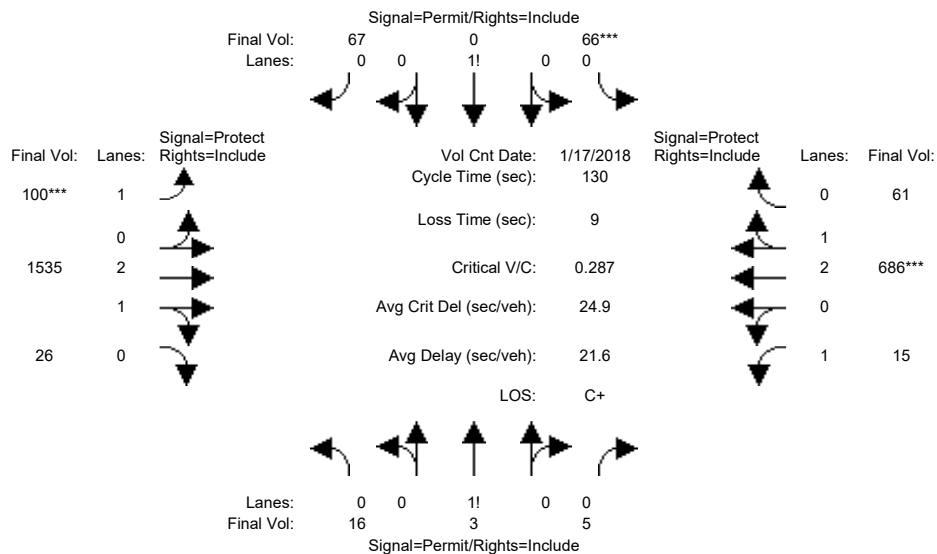 Signal=Permit/Rights=Include
Final Vol: 67 0 66***
Lanes: 0 0 1! 0 0
Signal=Protect
Final Vol: Lanes: Rights=Include
Vol Cnt Date: 1/17/2018
Signal=Protect
Rights=Include Lanes: Final Vol:
Cycle Time (sec): 130
100*** 1 0 61
Loss Time (sec): 9
0 1
1535 2 Critical V/C: 0.287 2 686***
1 Avg Crit Del (sec/veh): 24.9 0
26 0 Avg Delay (sec/veh): 21.6 1 15
LOS: C+
Lanes: 0 0 1! 0 0
Final Vol: 16 3 5
Signal=Permit/Rights=Include